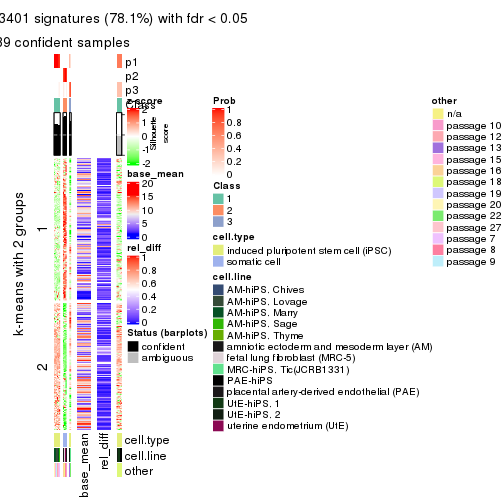 3401 signatures (78.1%) with fdr < 0.05
39 confident samples
p1
p2
p3
Class
Silhouette score
k-means with 2 groups
1
2
base_mean
rel_diff
cell.type
cell.line
other
z-score
2
1
0
-1
-2
base_mean
20
15
10
5
0
rel_diff
1
0.8
0.6
0.4
0.2
0
Status (barplots)
confident
ambiguous
Prob
1
0.8
0.6
0.4
0.2
0
Class
1
2
3
cell.type
induced pluripotent stem cell (iPSC)
somatic cell
cell.line
AM-hiPS. Chives
AM-hiPS. Lovage
AM-hiPS. Marry
AM-hiPS. Sage
AM-hiPS. Thyme
amniotic ectoderm and mesoderm layer (AM)
fetal lung fibroblast (MRC-5)
MRC-hiPS. Tic(JCRB1331)
PAE-hiPS
placental artery-derived endothelial (PAE)
UtE-hiPS. 1
UtE-hiPS. 2
uterine endometrium (UtE)
other
n/a
passage 10
passage 12
passage 13
passage 15
passage 16
passage 18
passage 19
passage 20
passage 22
passage 27
passage 7
passage 8
passage 9